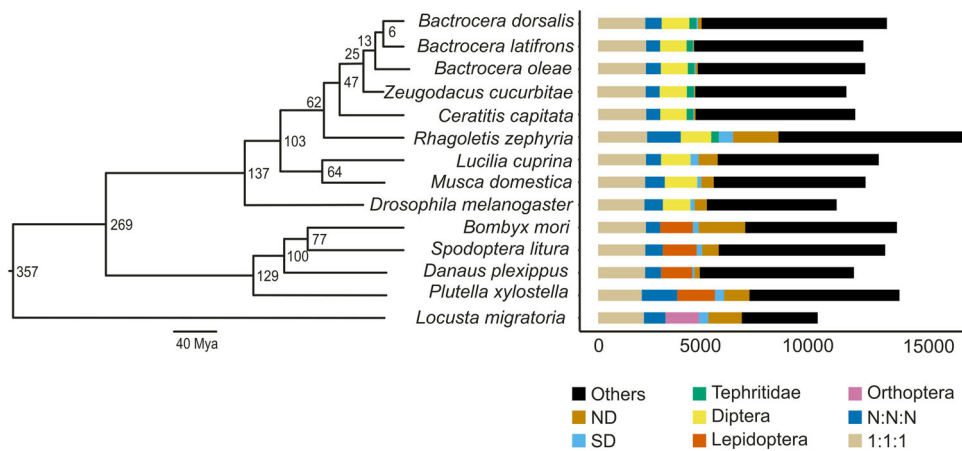 Bactrocera dorsalis
6
13
Bactrocera latifrons
25
Bactrocera oleae
47
Zeugodacus cucurbitae
62
Ceratitis capitata
103
Rhagoletis zephyria
Lucilia cuprina
137
64
Musca domestica
Drosophila melanogaster
269
Bombyx mori
77
Spodoptera litura
100
357
129
Danaus plexippus
Plutella xylostella
Locusta migratoria
40 Mya
0 5000 10000 15000
Others Tephritidae Orthoptera
ND Diptera N:N:N
SD Lepidoptera 1:1:1